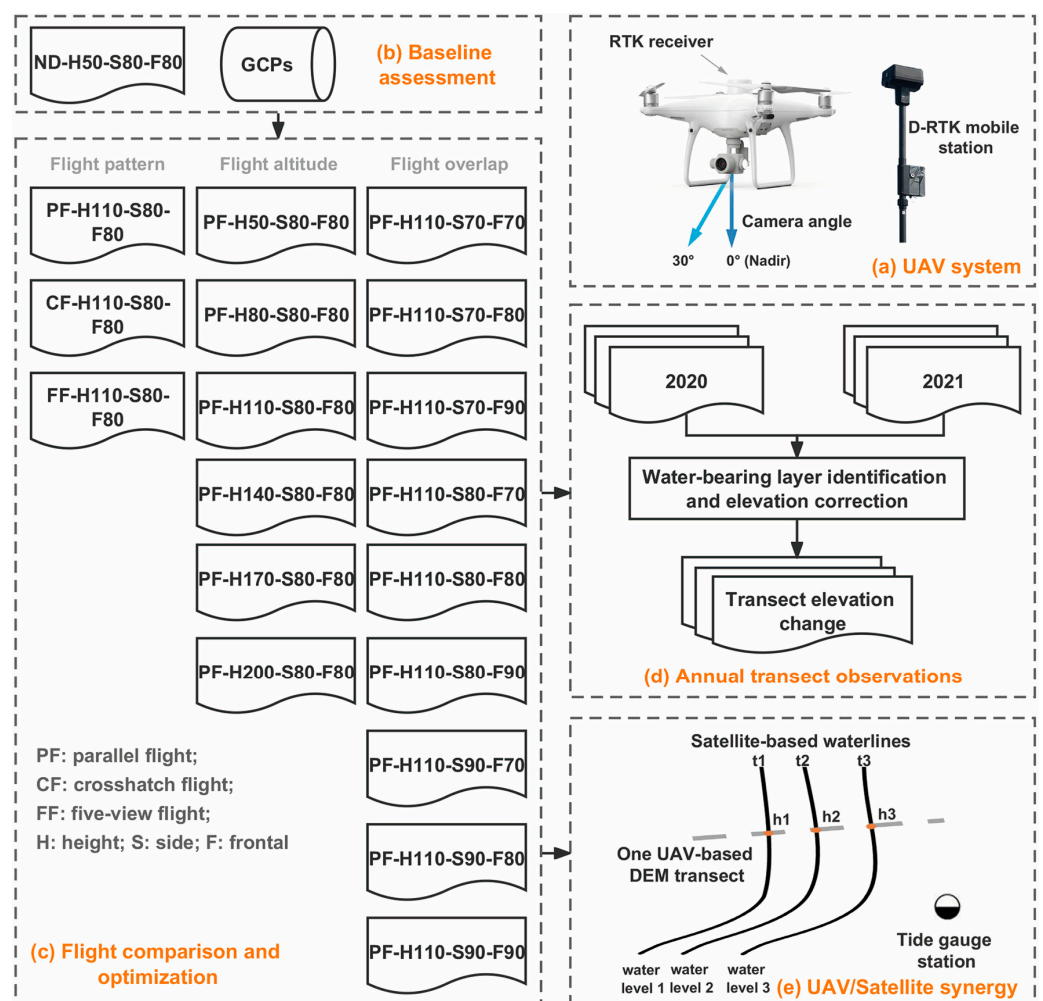 ND-H50-S80-F80
GCPs
(b) Baseline
assessment
Flight pattern
Flight altitude
Flight overlap
PF-H110-S80-
F80
PF-H50-S80-F80
PF-H110-S70-F70
CF-H110-S80-
F80
PF-H80-S80-F80
PF-H110-S70-F80
FF-H110-S80-
F80
PF-H110-S80-F80
PF-H110-S70-F90
PF-H140-S80-F80
PF-H110-S80-F70
PF-H170-S80-F80
PF-H110-S80-F80
PF-H200-S80-F80
PF-H110-S80-F90
PF-H110-S90-F70
PF-H110-S90-F80
PF-H110-S90-F90
PF: parallel flight;
CF: crosshatch flight;
FF: five-view flight;
H: height; S: side; F: frontal
(c) Flight comparison and
optimization
RTK receiver
D-RTK mobile
station
Camera angle
30°
0° (Nadir)
(a) UAV system
2020
2021
Water-bearing layer identification
and elevation correction
Transect elevation
change
(d) Annual transect observations
Satellite-based waterlines
t1
t2
t3
h1
h2
h3
One UAV-based
DEM transect
Tide gauge
station
water
level 1
water
level 2
water
level 3
(e) UAV/Satellite synergy